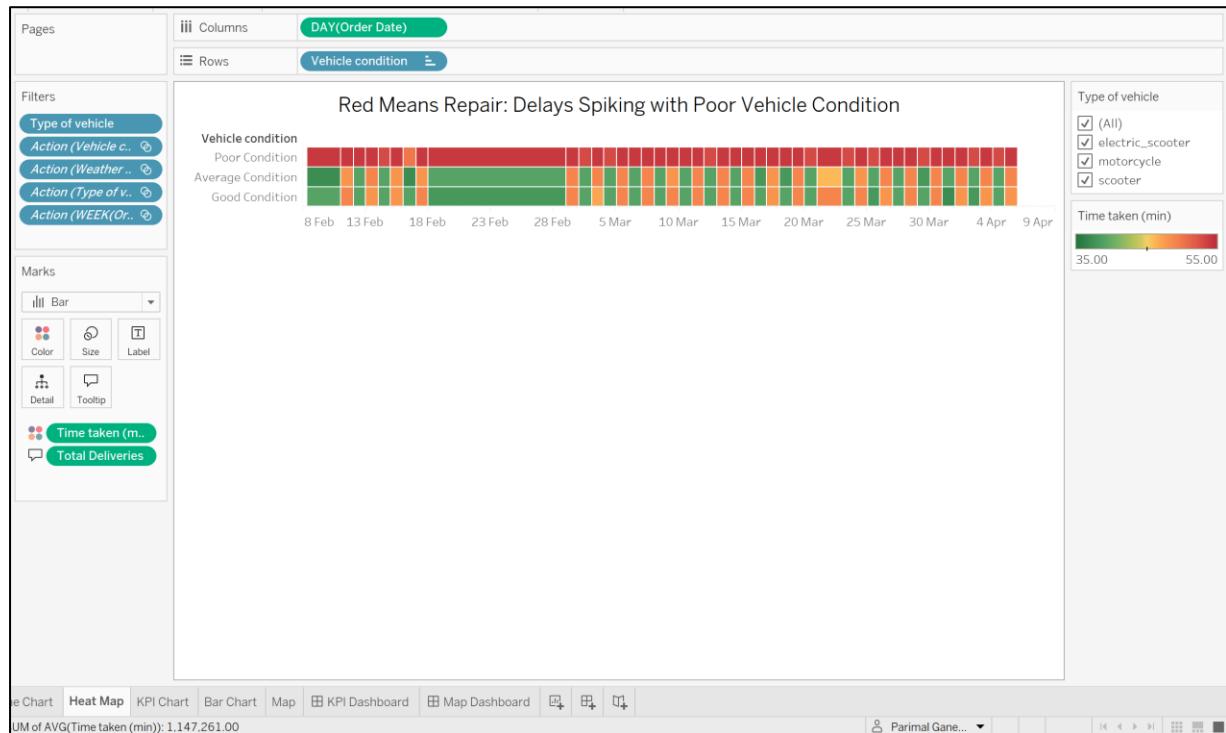 Pages
Columns
DAY(Order Date)
Rows
Vehicle condition
Filters
Type of vehicle
Action (Vehicle c..
Action (Weather ..
Action (Type of v..
Action (WEEK(Or..
Marks
Bar
Color Size Label
Detail Tooltip
Time taken (m..
Total Deliveries
Red Means Repair: Delays Spiking with Poor Vehicle Condition
Vehicle condition
Poor Condition
Average Condition
Good Condition
8 Feb 13 Feb 18 Feb 23 Feb 28 Feb 5 Mar 10 Mar 15 Mar 20 Mar 25 Mar 30 Mar 4 Apr 9 Apr
Type of vehicle
(All)
electric_scooter
motorcycle
scooter
Time taken (min)
35.00 55.00
e Chart Heat Map KPI Chart Bar Chart Map KPI Dashboard Map Dashboard
UM of AVG(Time taken (min)): 1,147,261.00
Parimal Gane...